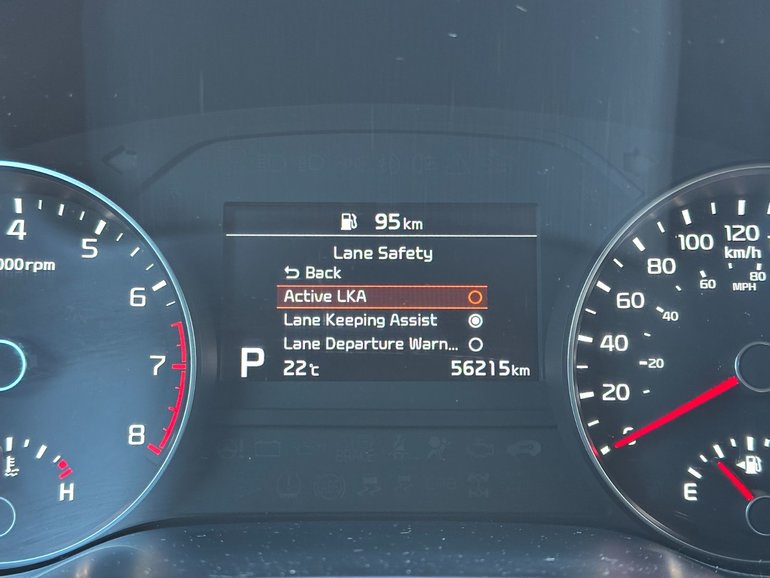 95km
Lane Safety
Back
Active LKA
Lane Keeping Assist
Lane Departure Warn...
P 22℃ 56215km
4
5
6
7
8
000rpm
H
120
100
80
60
40
20
0
km/h
80
60
40
20
MPH
E